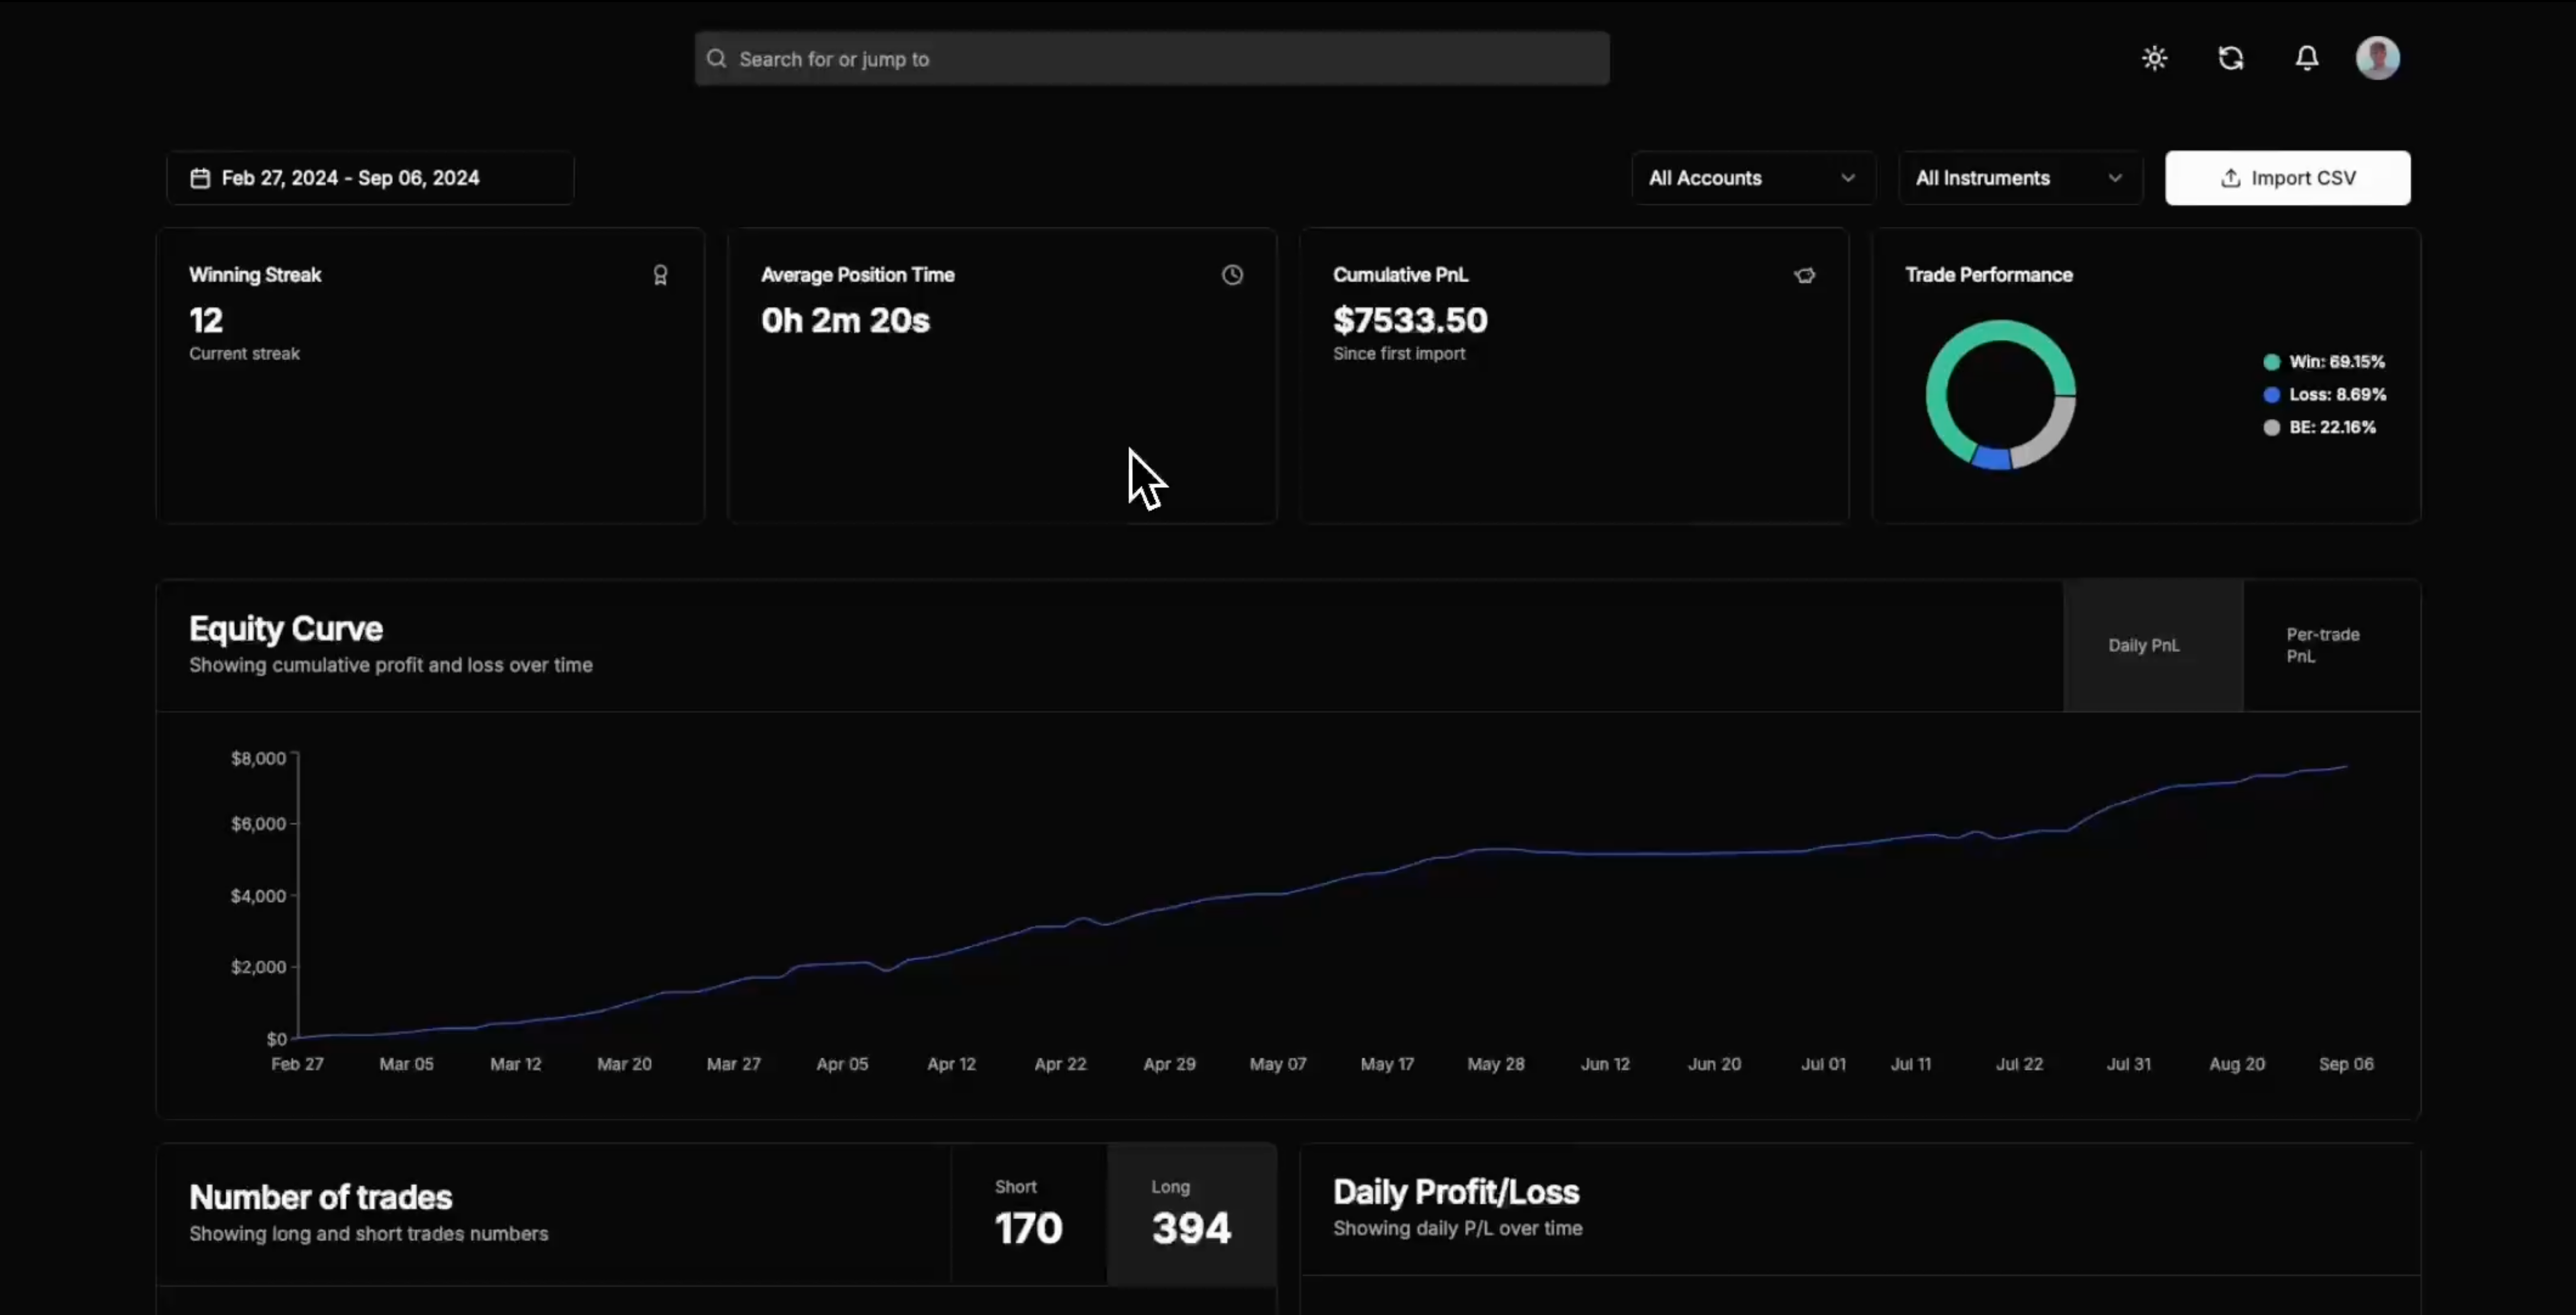 Search for or jump to
Feb 27, 2024 - Sep 06, 2024
All Accounts
All Instruments
Import CSV
Winning Streak
12
Current streak
Average Position Time
0h 2m 20s
Cumulative PnL
$7533.50
Since first import
Trade Performance
Win: 69.15%
Loss: 8.69%
BE: 22.16%
Equity Curve
Showing cumulative profit and loss over time
Daily PnL
Per-trade
PnL
$8,000
$6,000
$4,000
$2,000
$0
Feb 27 Mar 05 Mar 12 Mar 20 Mar 27 Apr 05 Apr 12 Apr 22 Apr 29 May 07 May 17 May 28 Jun 12 Jun 20 Jul 01 Jul 11 Jul 22 Jul 31 Aug 20 Sep 06
Number of trades
Showing long and short trades numbers
Short
170
Long
394
Daily Profit/Loss
Showing daily P/L over time